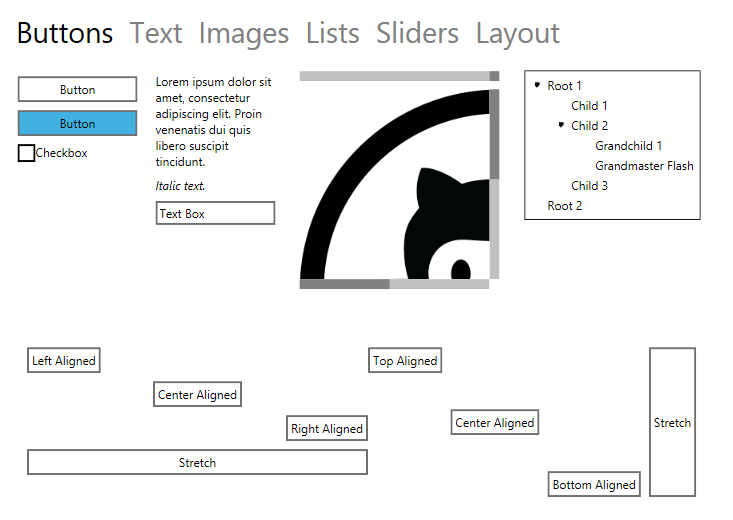 Buttons Text Images Lists Sliders Layout
Button
Button
Checkbox
Lorem ipsum dolor sit
amet, consectetur
adipiscing elit. Proin
venenatis dui quis
libero suscipit
tincidunt.
Italic text.
Text Box
Root 1
Child 1
Child 2
Grandchild 1
Grandmaster Flash
Child 3
Root 2
Left Aligned
Center Aligned
Right Aligned
Stretch
Top Aligned
Center Aligned
Bottom Aligned
Stretch